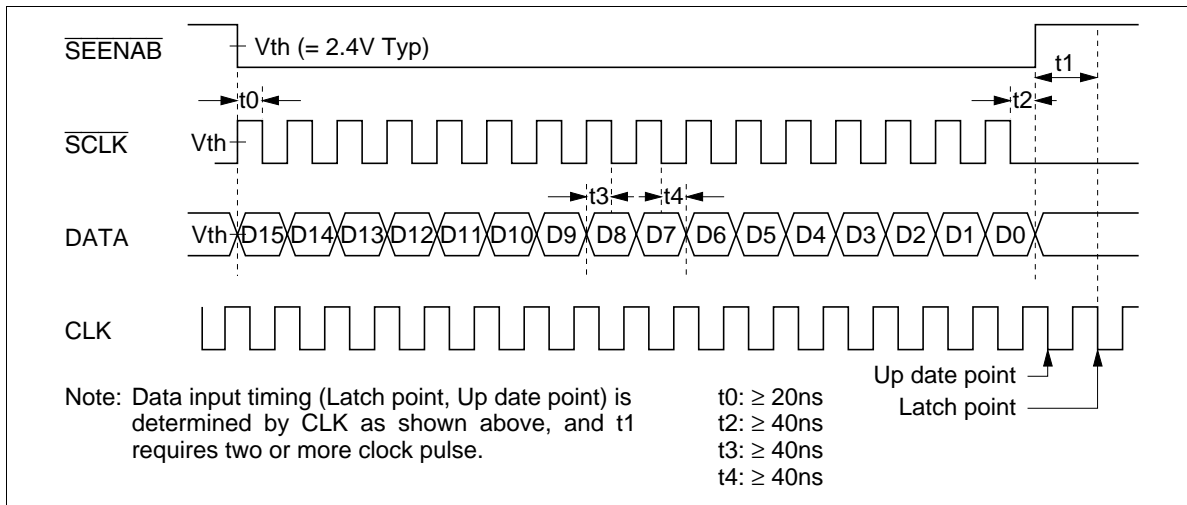 SEENAB
Vth (= 2.4V Typ)
t1
t0
t2
SCLK
Vth
t3
t4
DATA
Vth
D15 D14 D13 D12 D11 D10 D9 D8 D7 D6 D5 D4 D3 D2 D1 D0
CLK
Up date point
Latch point
Note: Data input timing (Latch point, Up date point) is
determined by CLK as shown above, and t1
requires two or more clock pulse.
t0: ≥ 20ns
t2: ≥ 40ns
t3: ≥ 40ns
t4: ≥ 40ns